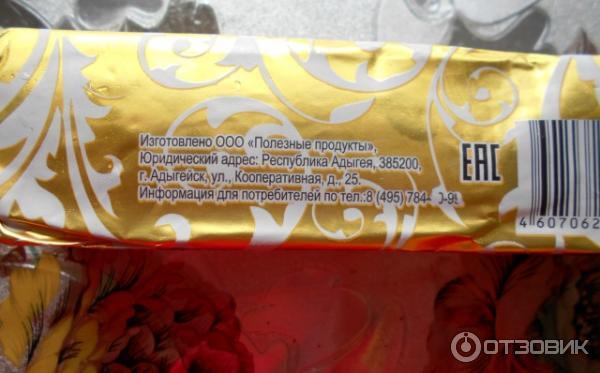 Изготовлено ООО «Полезные продукты»,
Юридический адрес: Республика Адыгея, 385200,
г. Адыгейск, ул., Кооперативная, д., 25.
Информация для потребителей по тел.:8 (495) 784-
EAC
4 607062
ОТЗОВИК